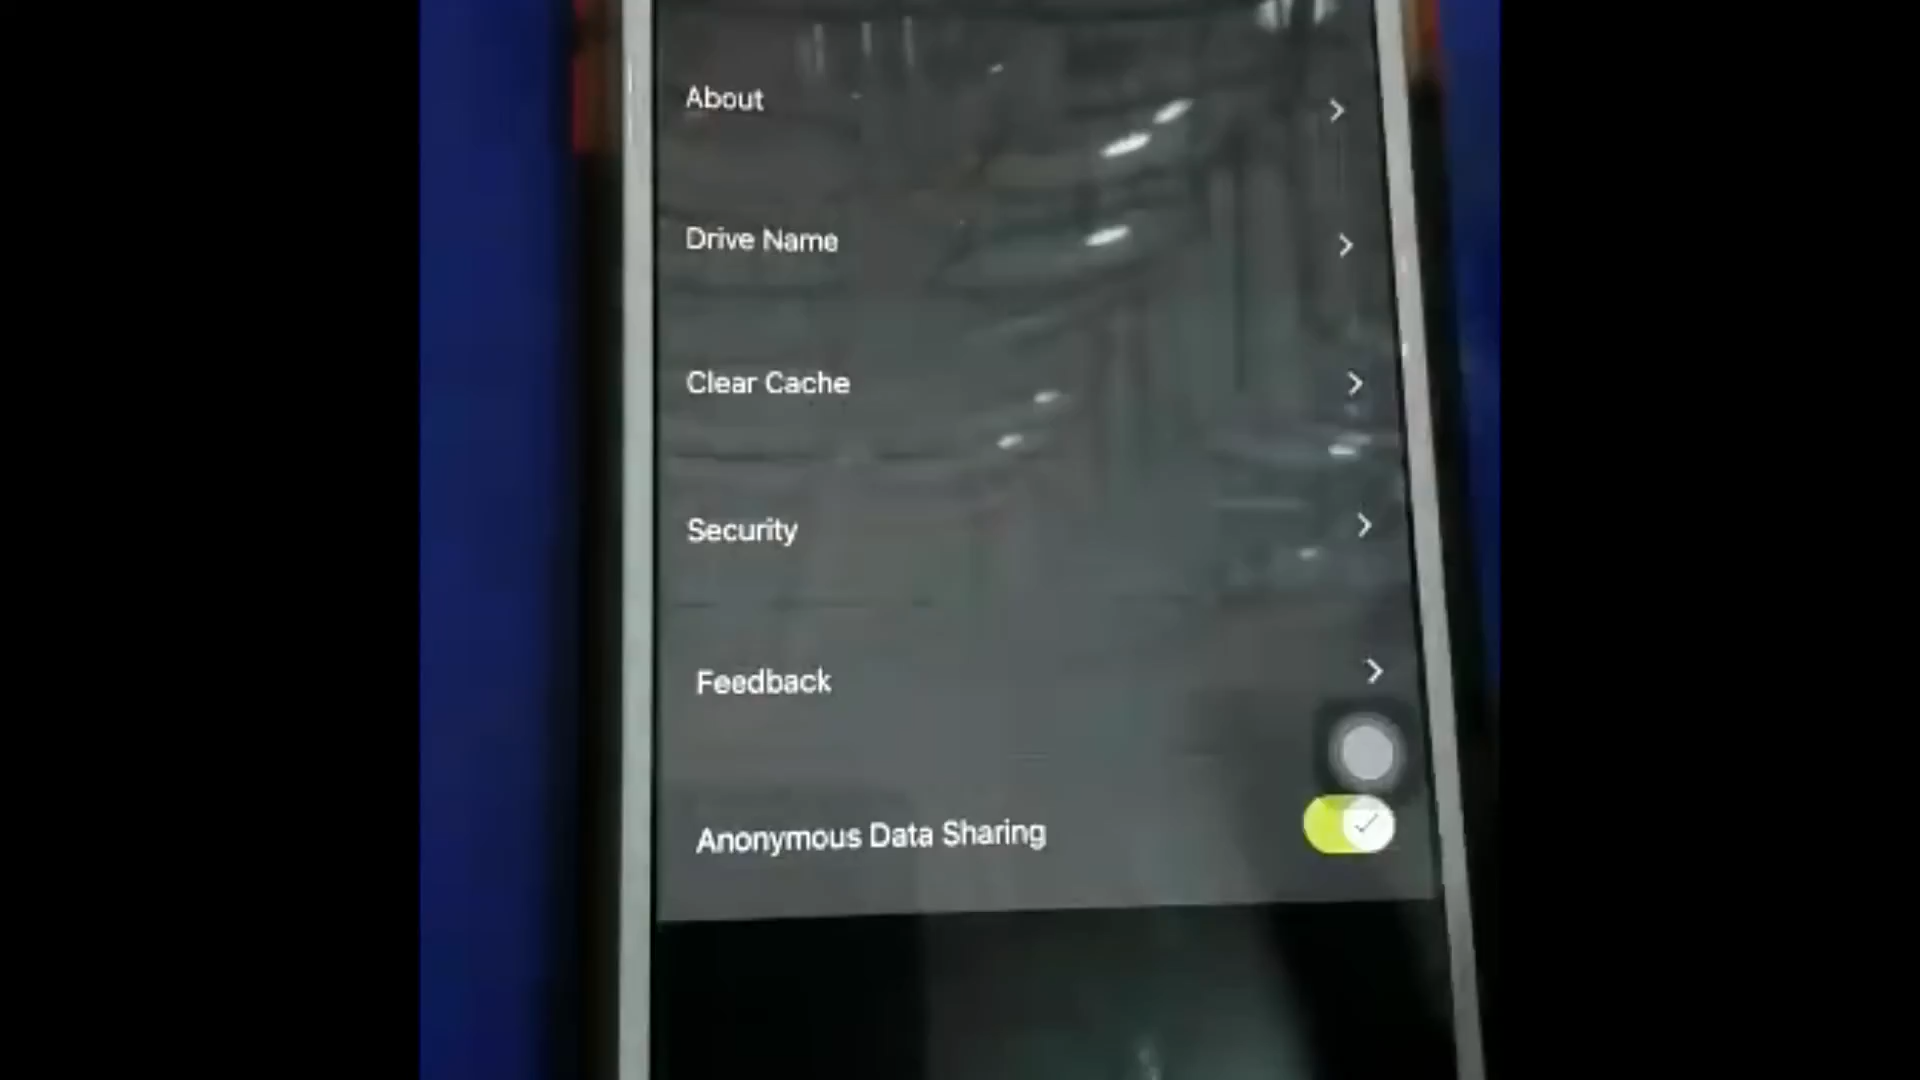 About
Drive Name
Clear Cache
Security
Feedback
Anonymous Data Sharing